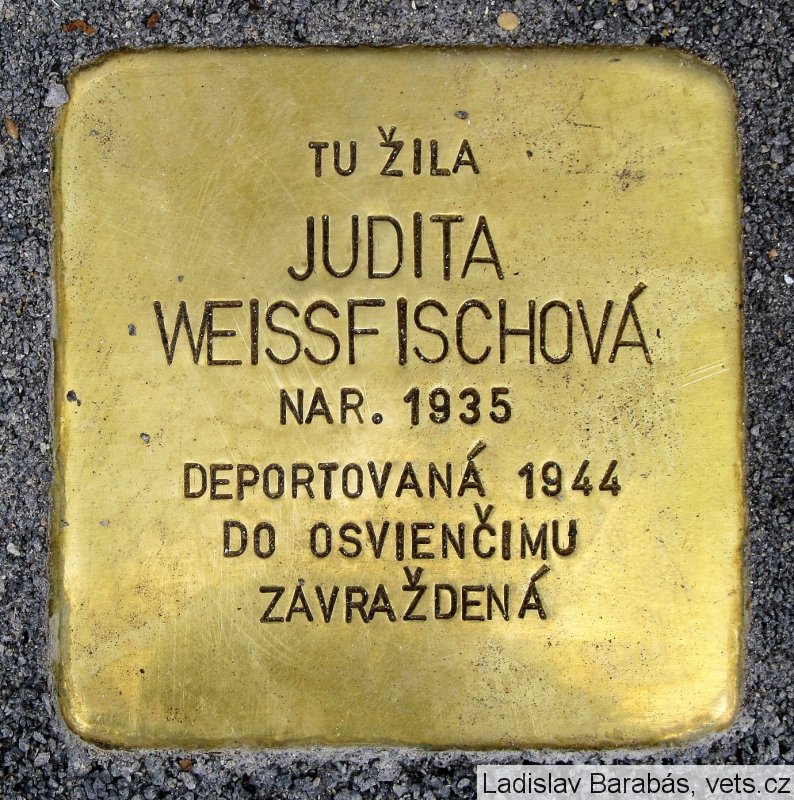 TU ŽILA
JUDITA
WEISSFISCHOVÁ
NAR. 1935
DEPORTOVANÁ 1944
DO OSVIENČIMU
ZAVRAŽDENÁ
Ladislav Barabás, vets.cz